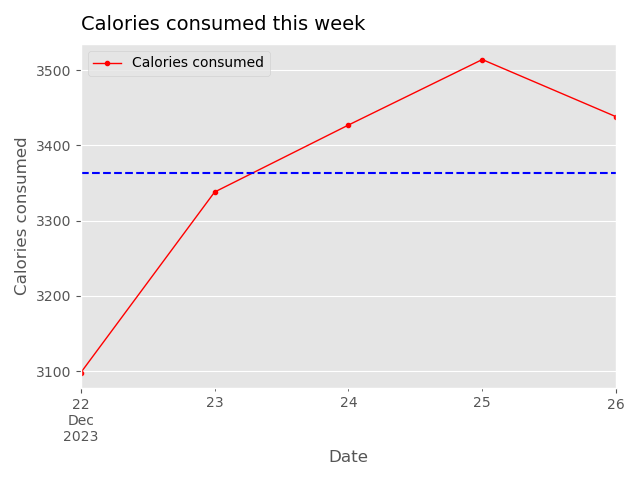 Calories consumed this week
Calories consumed
Calories consumed
3500
3400
3300
3200
3100
22
Dec
2023
23
24
25
26
Date